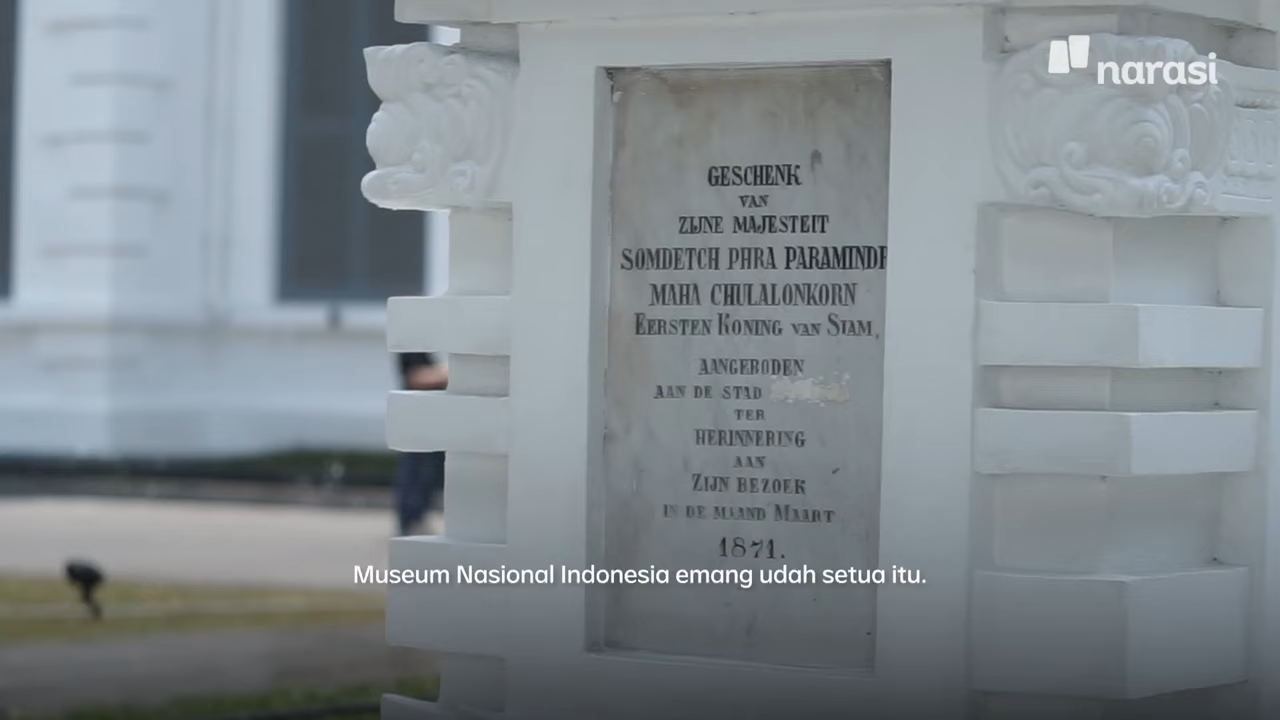 narasi
GESCHENK
VAN
ZIJNE MAJESTEIT
SOMDETCH PHRA PARAMINDR
MAHA CHULALONKORN
EERSTEN KONING VAN SIAM,
AANGEBODEN
AAN DE STAD
TER
HERINNERING
AAN
ZIJN BEZOEK
IN DE MAAND MAART
1871.
Museum Nasional Indonesia emang udah setua itu.